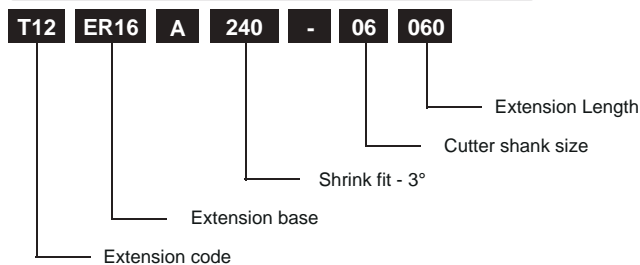 T12 ER16 A 240 - 06 060
Extension Length
Cutter shank size
Shrink fit - 3°
Extension base
Extension code